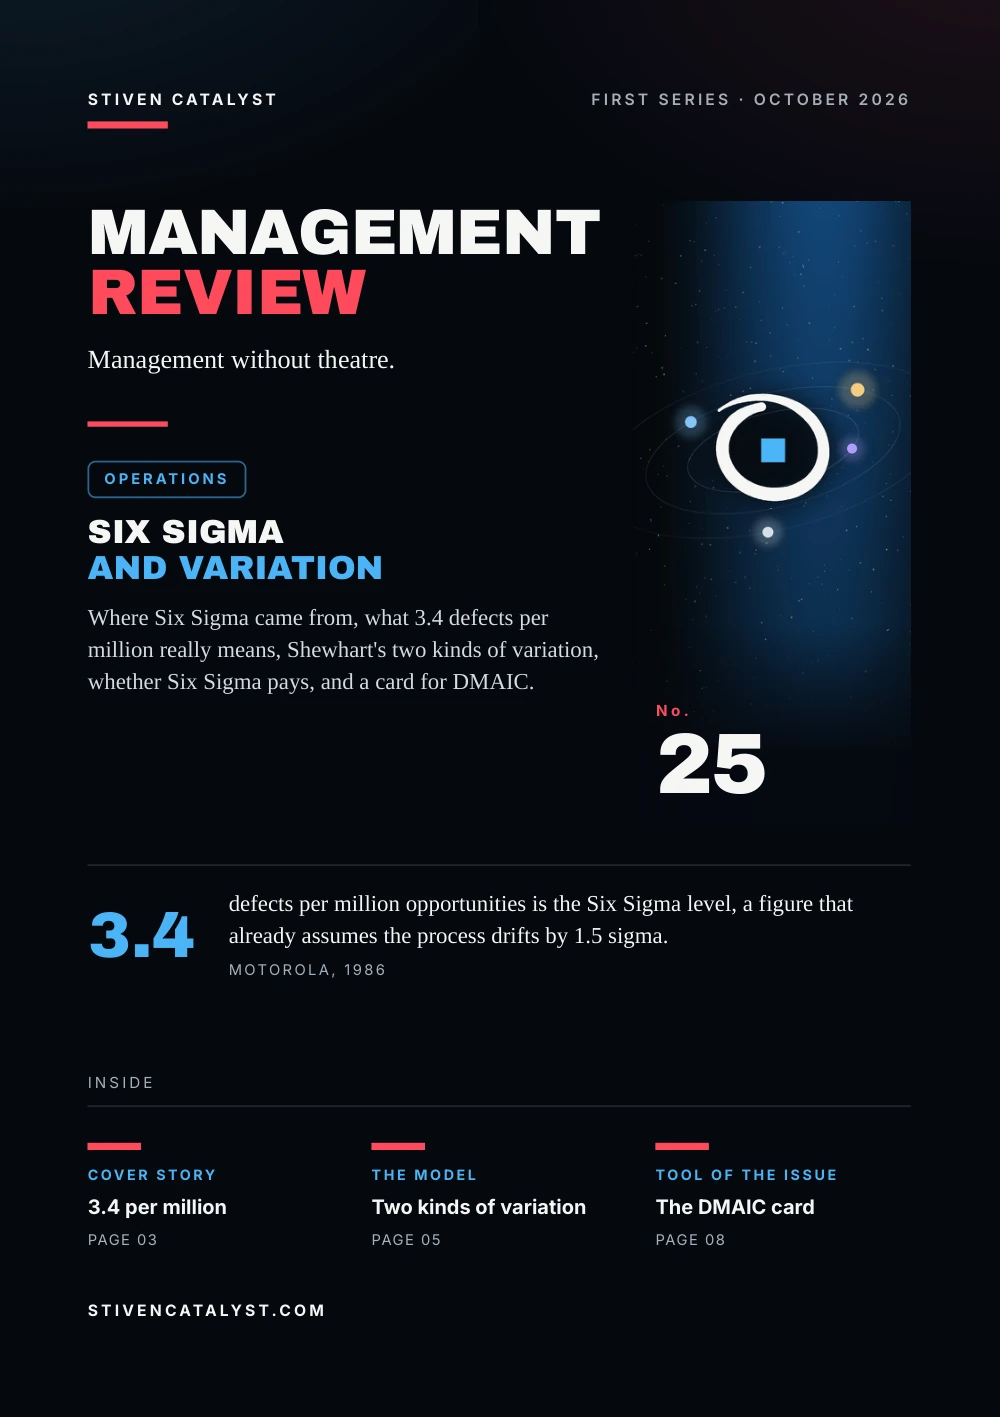 STIVEN CATALYST
FIRST SERIES · OCTOBER 2026
MANAGEMENT
REVIEW
Management without theatre.
OPERATIONS
SIX SIGMA
AND VARIATION
Where Six Sigma came from, what 3.4 defects per
million really means, Shewhart's two kinds of variation,
whether Six Sigma pays, and a card for DMAIC.
No.
25
3.4
defects per million opportunities is the Six Sigma level, a figure that
already assumes the process drifts by 1.5 sigma.
MOTOROLA, 1986
INSIDE
COVER STORY
3.4 per million
PAGE 03
THE MODEL
Two kinds of variation
PAGE 05
TOOL OF THE ISSUE
The DMAIC card
PAGE 08
STIVENCATALYST.COM